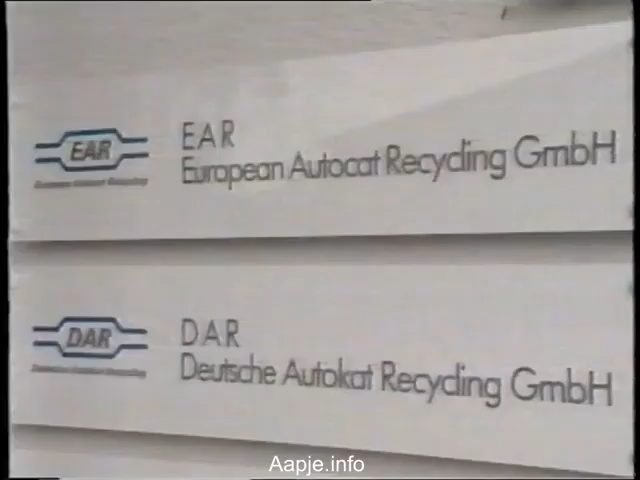 EAR
EAR
European Autocat Recycling GmbH
DAR
DAR
Deutsche Autokat Recycling GmbH
Aapje.info